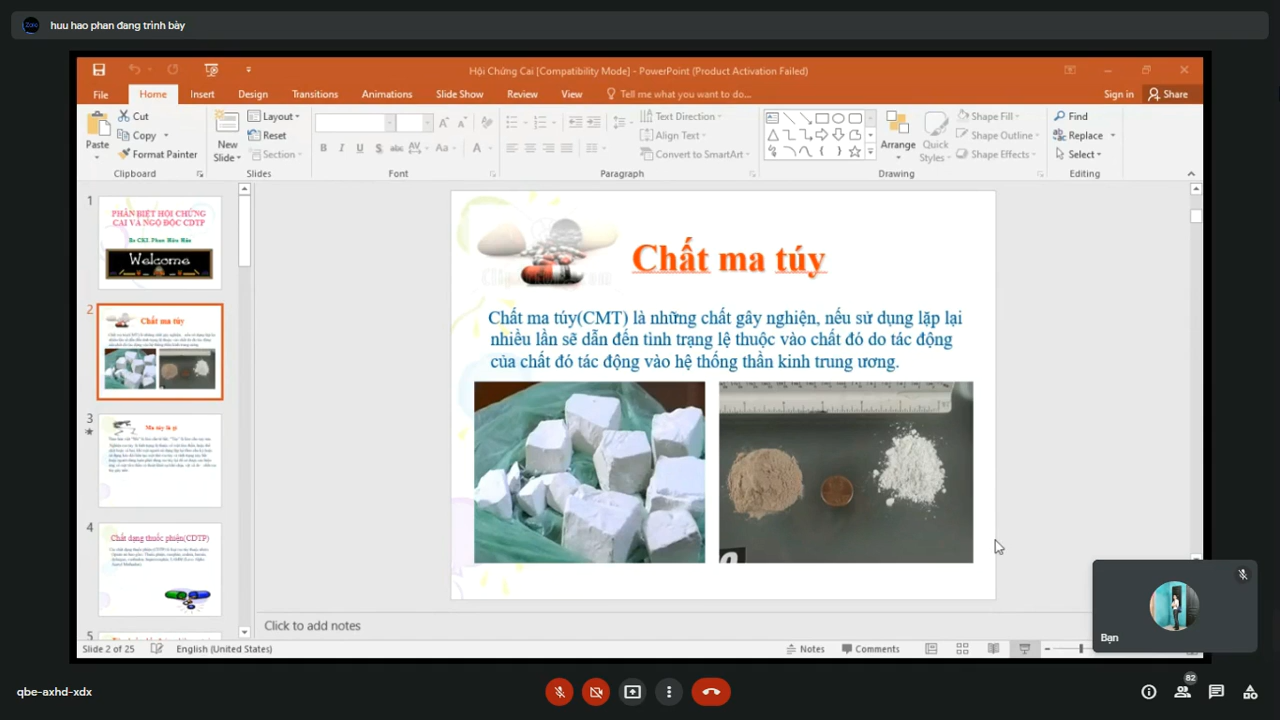 huu hao phan đang trình bày
Hội Chứng Cai [Compatibility Mode] - PowerPoint (Product Activation Failed)
File Home Insert Design Transitions Animations Slide Show Review View Tell me what you want to do... Sign in Share
Paste
Cut
Copy
Format Painter
Clipboard
New Slide
Layout
Reset
Section
Slides
Font
Text Direction
Align Text
Convert to SmartArt
Paragraph
Arrange
Quick Styles
Shape Fill
Shape Outline
Shape Effects
Drawing
Find
Replace
Select
Editing
1
PHÂN BIỆT HỘI CHỨNG
CAI VÀ NGỘ ĐỘC CDTP
Welcome
2
Chất ma túy
3
4
Chất dạng thuốc phiện(CDTP)
5
Chất ma túy
Chất ma túy(CMT) là những chất gây nghiện, nếu sử dụng lặp lại
nhiều lần sẽ dẫn đến tình trạng lệ thuộc vào chất đó do tác động
của chất đó tác động vào hệ thống thần kinh trung ương.
Click to add notes
Slide 2 of 25 English (United States) Notes Comments
Bạn
qbe-axhd-xdx
82